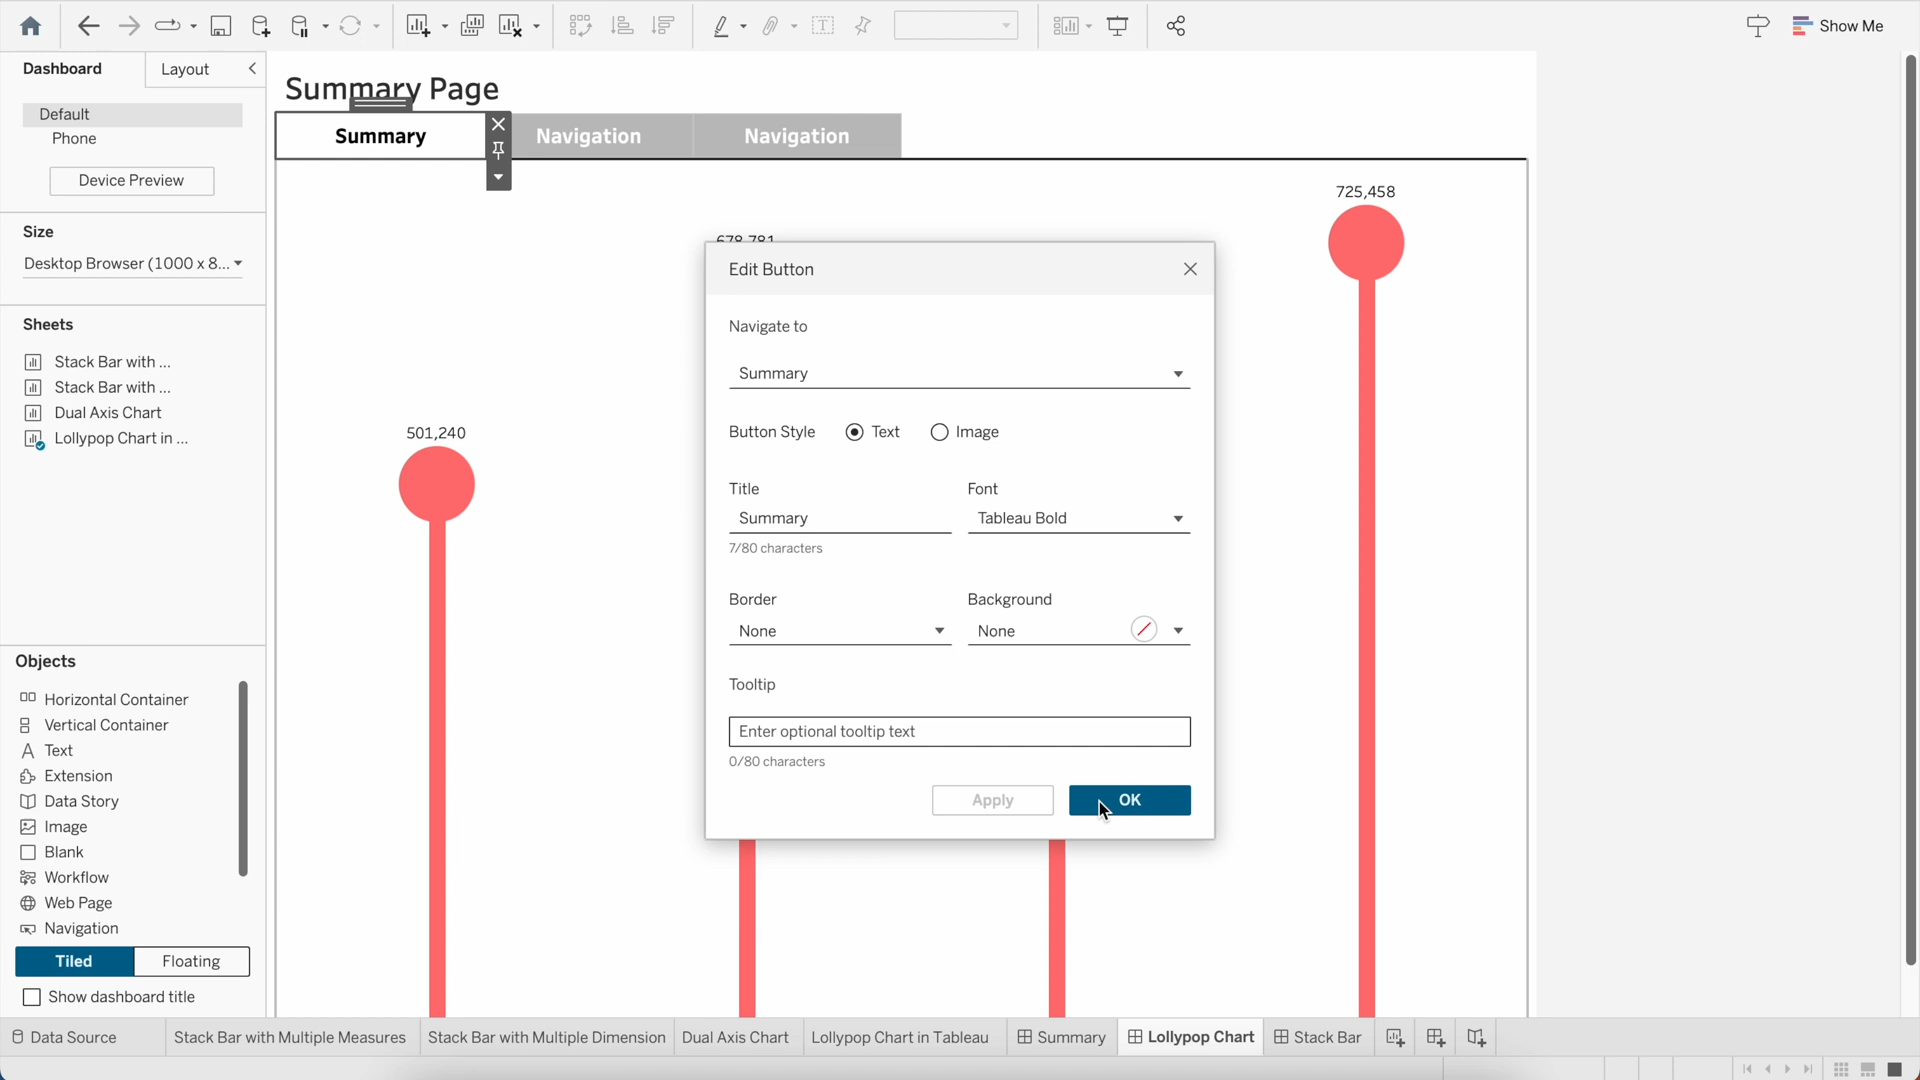 Show Me
Dashboard
Layout
Default
Phone
Device Preview
Size
Desktop Browser (1000 x 8...
Sheets
Stack Bar with ...
Stack Bar with ...
Dual Axis Chart
Lollypop Chart in ...
Objects
Horizontal Container
Vertical Container
Text
Extension
Data Story
Image
Blank
Workflow
Web Page
Navigation
Tiled
Floating
Show dashboard title
Summary Page
Summary
Navigation
Navigation
725,458
678,781
501,240
Edit Button
Navigate to
Summary
Button Style
Text
Image
Title
Font
Summary
Tableau Bold
7/80 characters
Border
Background
None
None
Tooltip
Enter optional tooltip text
0/80 characters
Apply
OK
Data Source
Stack Bar with Multiple Measures
Stack Bar with Multiple Dimension
Dual Axis Chart
Lollypop Chart in Tableau
Summary
Lollypop Chart
Stack Bar